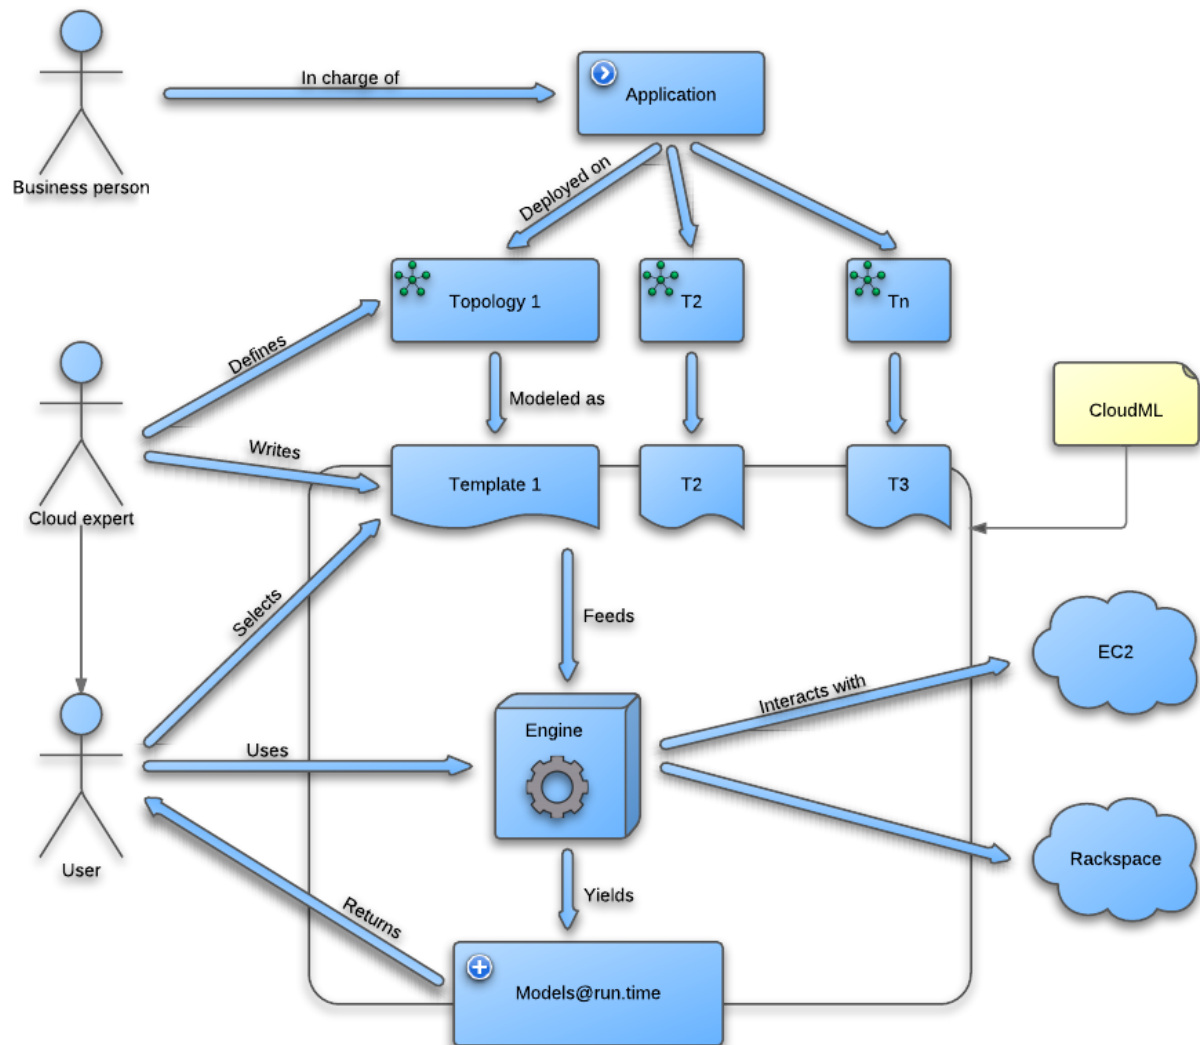 In charge of
Application
Business person
Deployed on
Topology 1
T2
Tn
Defines
Modeled as
CloudML
Writes
Template 1
T2
T3
Cloud expert
Selects
Feeds
EC2
Interacts with
Engine
Uses
Rackspace
User
Yields
Returns
Models@run.time